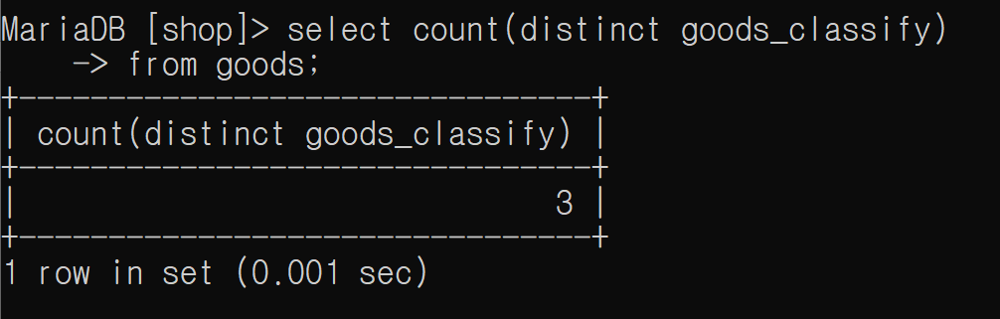 MariaDB [shop]> select count(distinct goods_classify)
    -> from goods;
+--------------------------------+
| count(distinct goods_classify) |
+--------------------------------+
|                              3 |
+--------------------------------+
1 row in set (0.001 sec)